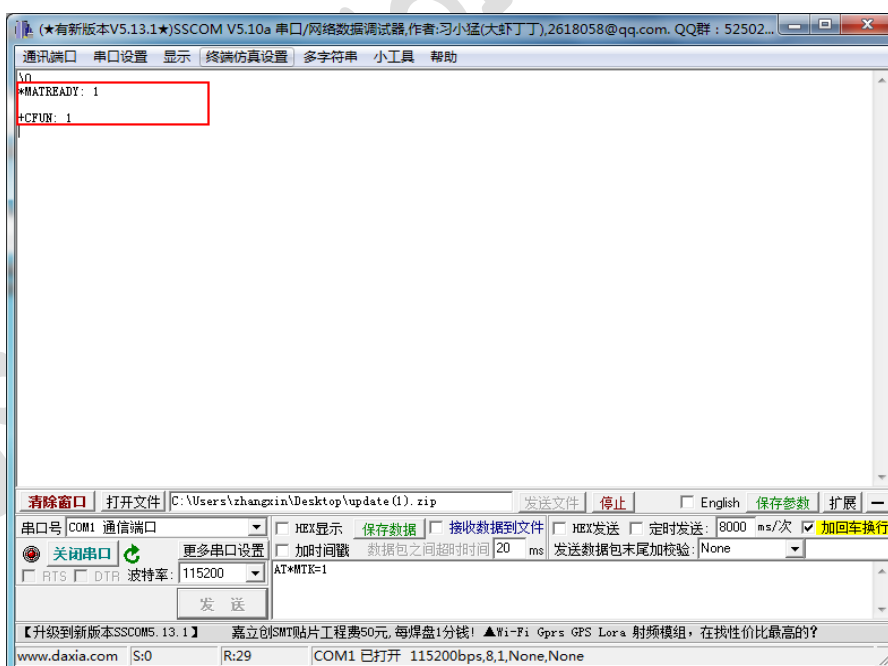 (★有新版本V5.13.1★)SSCOM V5.10a 串口/网络数据调试器,作者:习小猛(大虾丁丁),2618058@qq.com. QQ群：52502...
通讯端口 串口设置 显示 终端仿真设置 多字符串 小工具 帮助
\0
*MATREADY: 1
+CFUN: 1
清除窗口 打开文件 C:\Users\zhangxin\Desktop\update(1).zip 发送文件 停止 English 保存参数 扩展 —
串口号 COM1 通信端口 HEX显示 保存数据 接收数据到文件 HEX发送 定时发送: 8000 ms/次 加回车换行
关闭串口 更多串口设置 加时间戳 数据包之间超时时间 20 ms 发送数据包末尾加校验: None
RTS DTR 波特率: 115200 AT*MTK=1
发 送
【升级到新版本SSCOM5.13.1】 嘉立创SMT贴片工程费50元,每焊盘1分钱! ▲Wi-Fi Gprs GPS Lora 射频模组，在找性价比最高的?
www.daxia.com S:0 R:29 COM1 已打开 115200bps,8,1,None,None